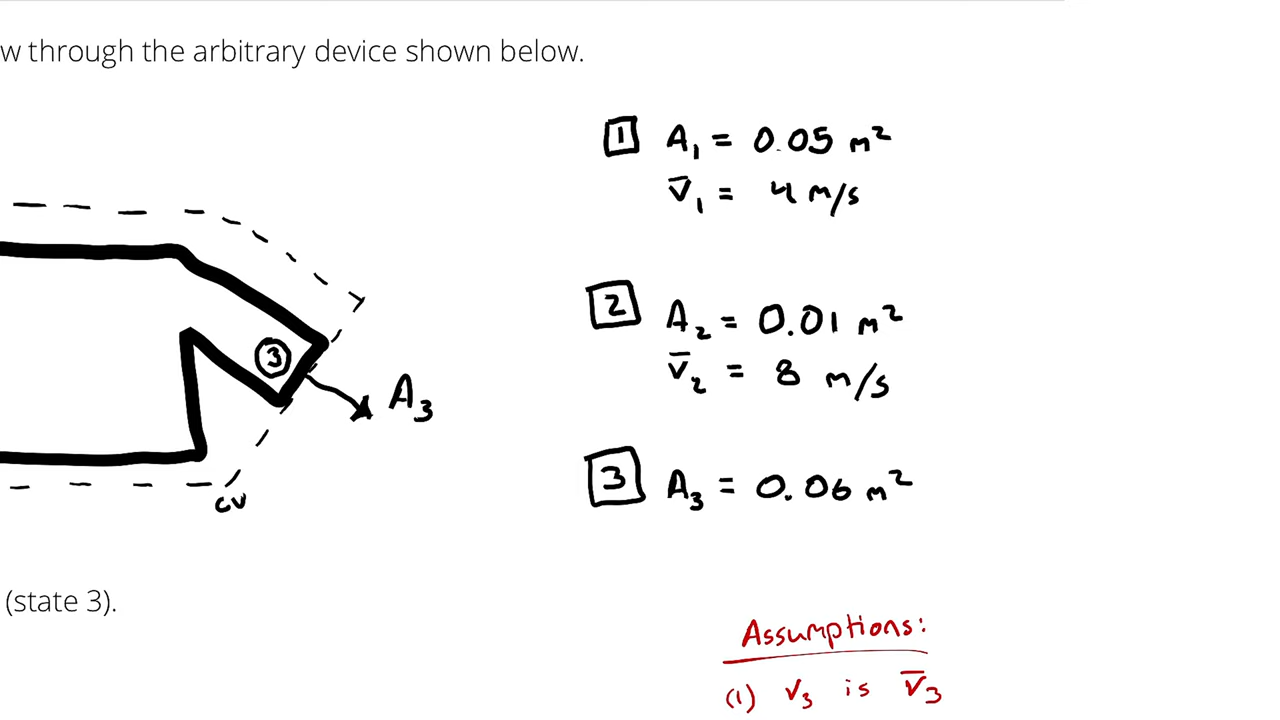 w through the arbitrary device shown below.
1 A₁ = 0.05 m²
V̄₁ = 4 m/s
2 A₂ = 0.01 m²
V̄₂ = 8 m/s
3
A₃
3 A₃ = 0.06 m²
CV
(state 3).
Assumptions:
(1) V₃ is V̄₃